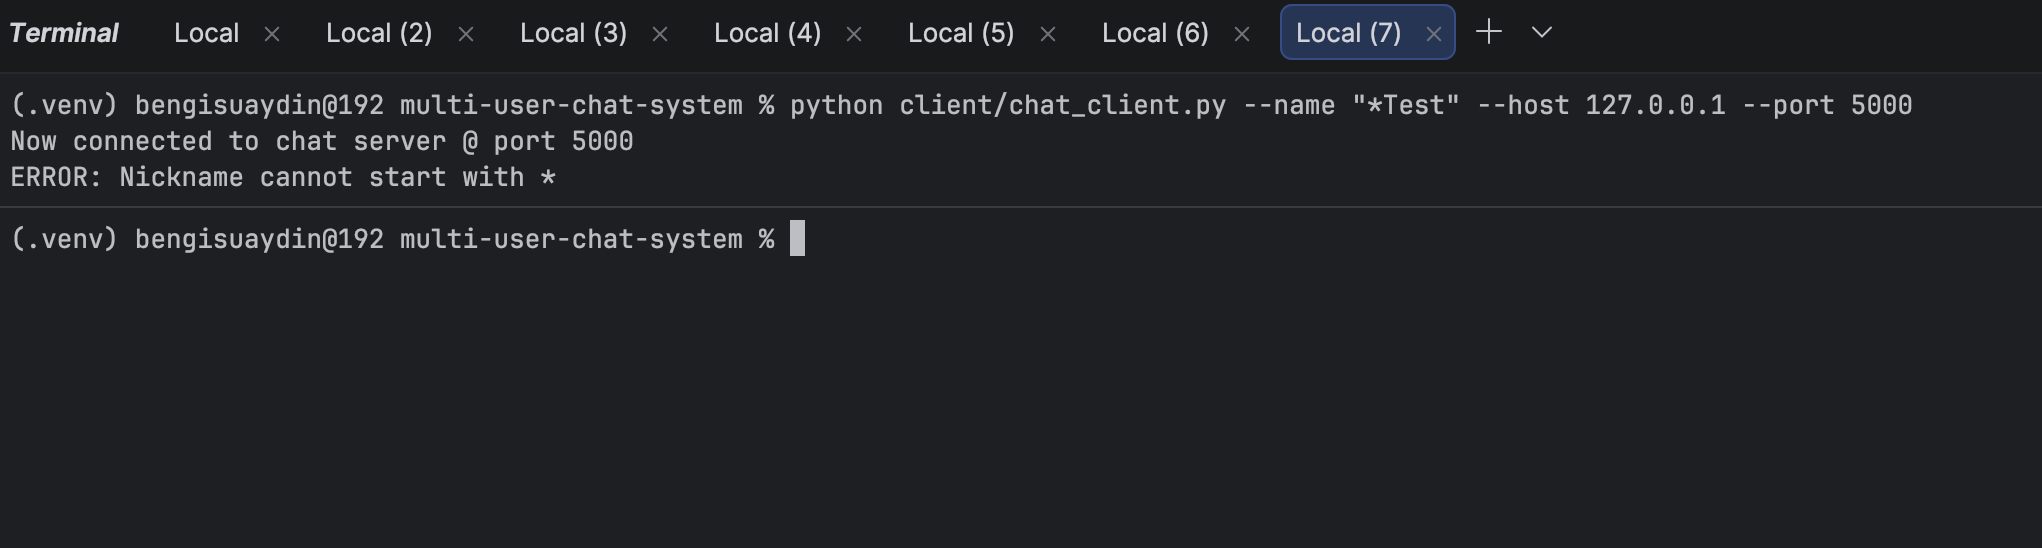 Terminal Local × Local (2) × Local (3) × Local (4) × Local (5) × Local (6) × Local (7) × +
(.venv) bengisuaydin@192 multi-user-chat-system % python client/chat_client.py --name "*Test" --host 127.0.0.1 --port 5000
Now connected to chat server @ port 5000
ERROR: Nickname cannot start with *
(.venv) bengisuaydin@192 multi-user-chat-system %